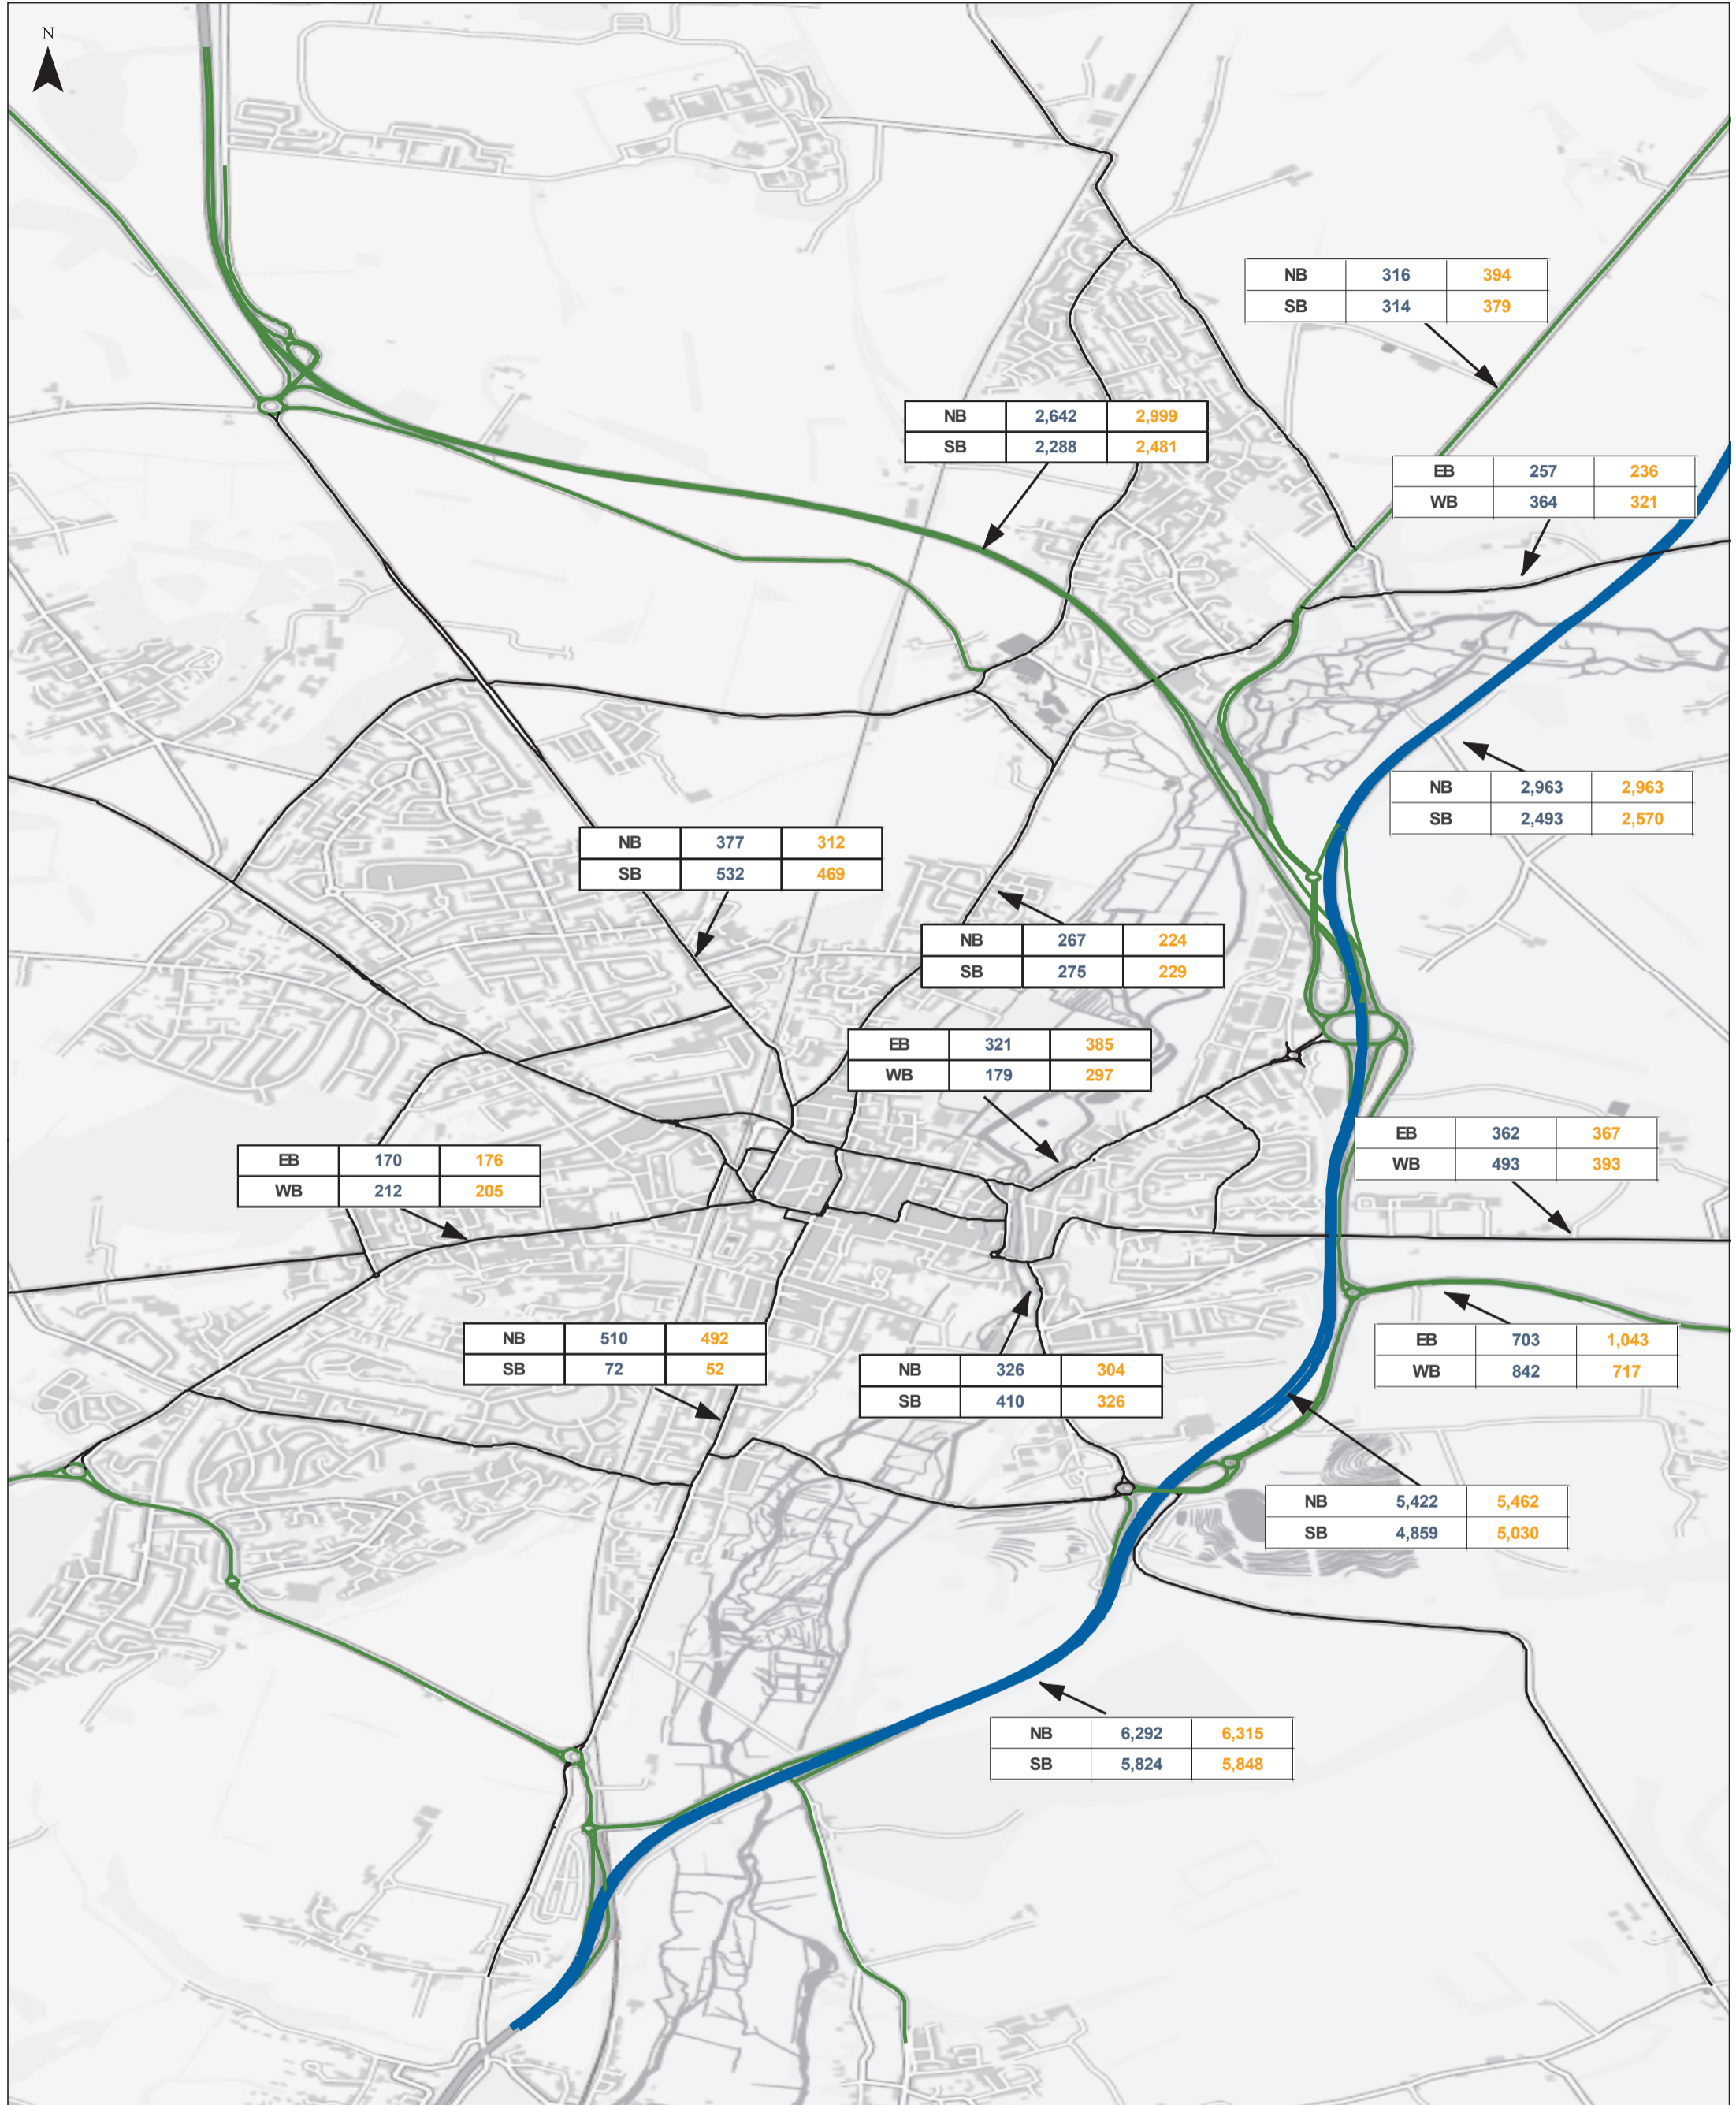 N
NB 316 394
SB 314 379
NB 2,642 2,999
SB 2,288 2,481
EB 257 236
WB 364 321
NB 2,963 2,963
SB 2,493 2,570
NB 377 312
SB 532 469
NB 267 224
SB 275 229
EB 321 385
WB 179 297
EB 362 367
WB 493 393
EB 170 176
WB 212 205
NB 510 492
SB 72 52
NB 326 304
SB 410 326
EB 703 1,043
WB 842 717
NB 5,422 5,462
SB 4,859 5,030
NB 6,292 6,315
SB 5,824 5,848